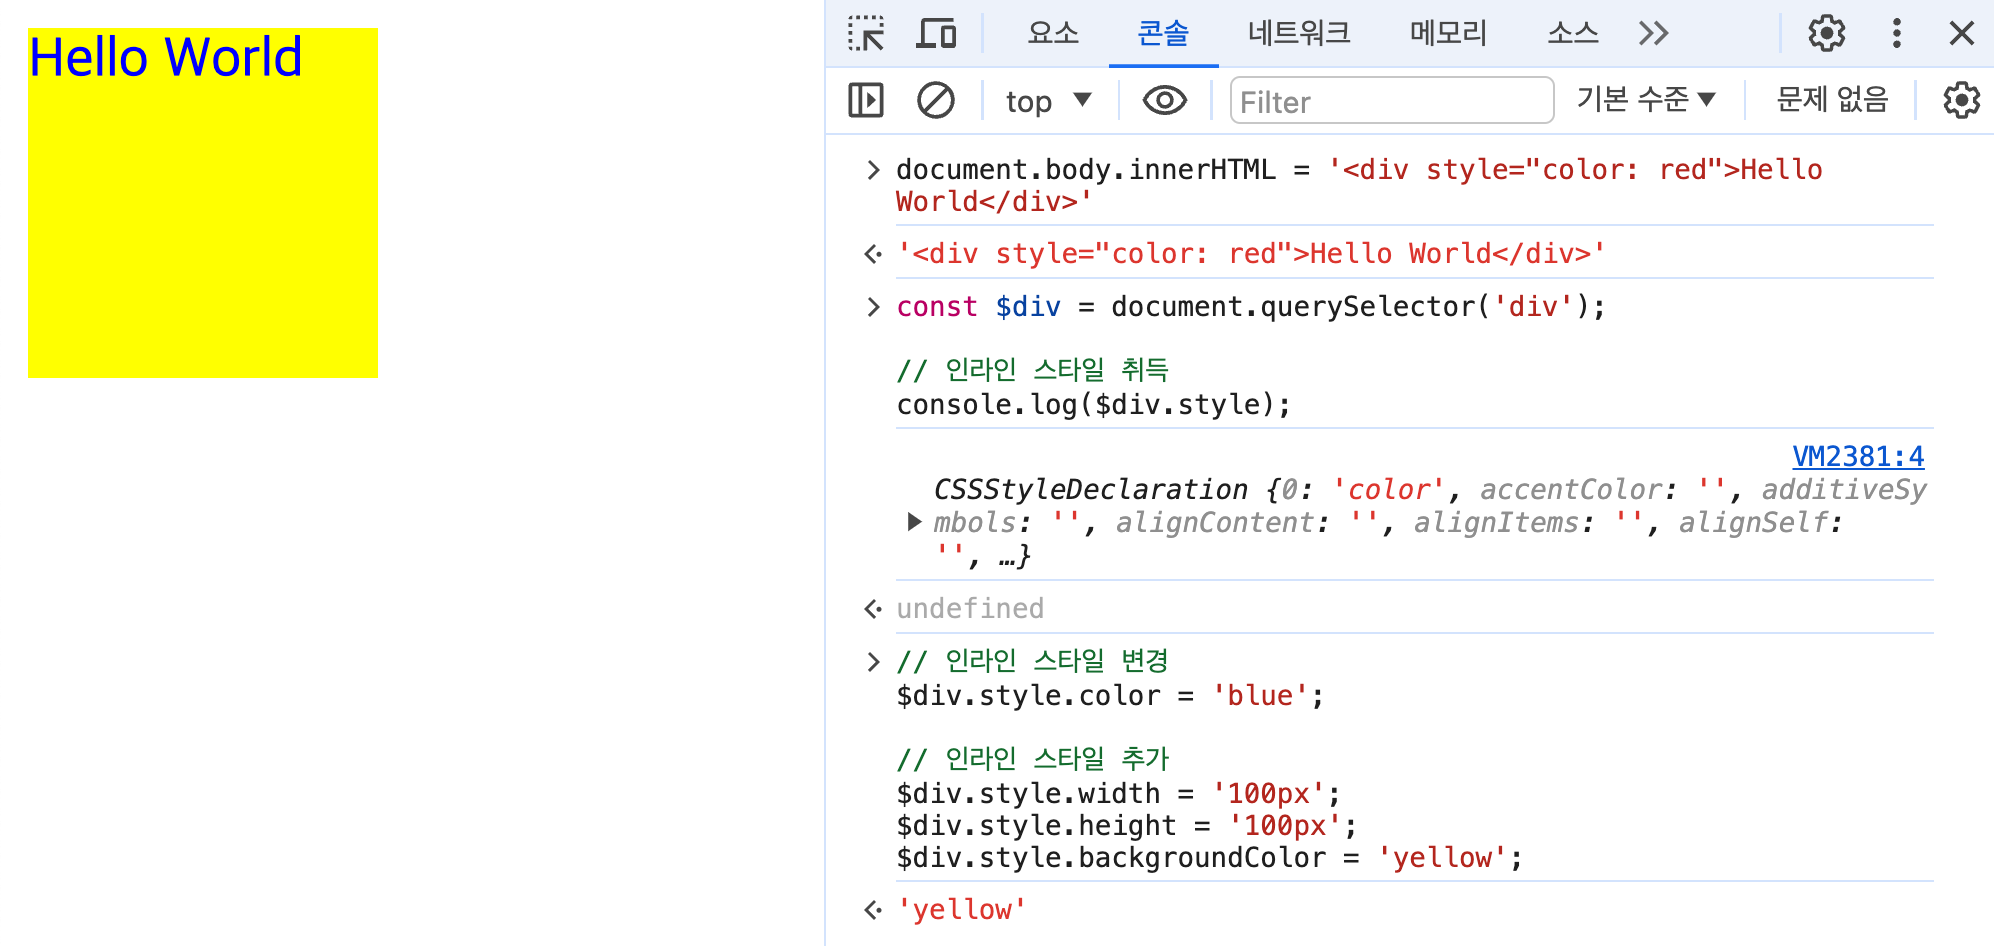 Hello World
요소 콘솔 네트워크 메모리 소스
top Filter 기본 수준 문제 없음
document.body.innerHTML = '<div style="color: red">Hello
World</div>'
'<div style="color: red">Hello World</div>'
const $div = document.querySelector('div');
// 인라인 스타일 취득
console.log($div.style);
VM2381:4
CSSStyleDeclaration {0: 'color', accentColor: '', additiveSy
mbols: '', alignContent: '', alignItems: '', alignSelf:
'', …}
undefined
// 인라인 스타일 변경
$div.style.color = 'blue';
// 인라인 스타일 추가
$div.style.width = '100px';
$div.style.height = '100px';
$div.style.backgroundColor = 'yellow';
'yellow'